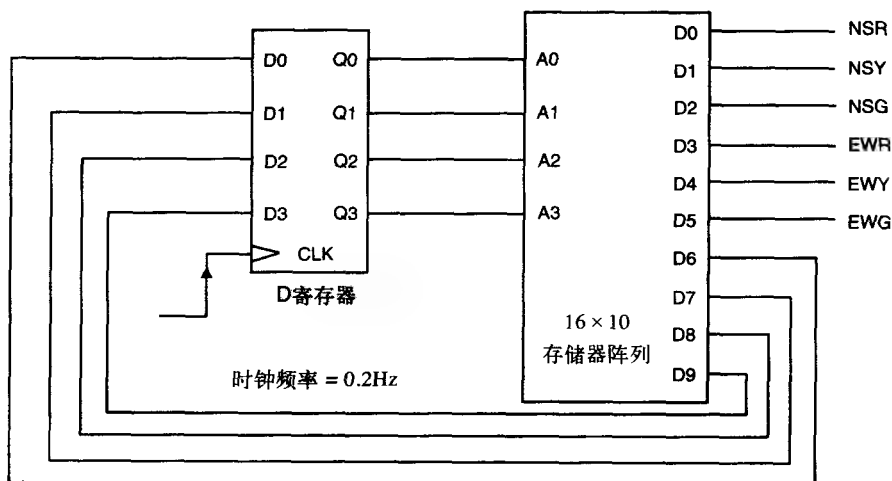 D0 Q0
D1 Q1
D2 Q2
D3 Q3
CLK
D寄存器
时钟频率 = 0.2Hz
A0
A1
A2
A3
D0
D1
D2
D3
D4
D5
D6
D7
D8
D9
16 × 10
存储器阵列
NSR
NSY
NSG
EWR
EWY
EWG